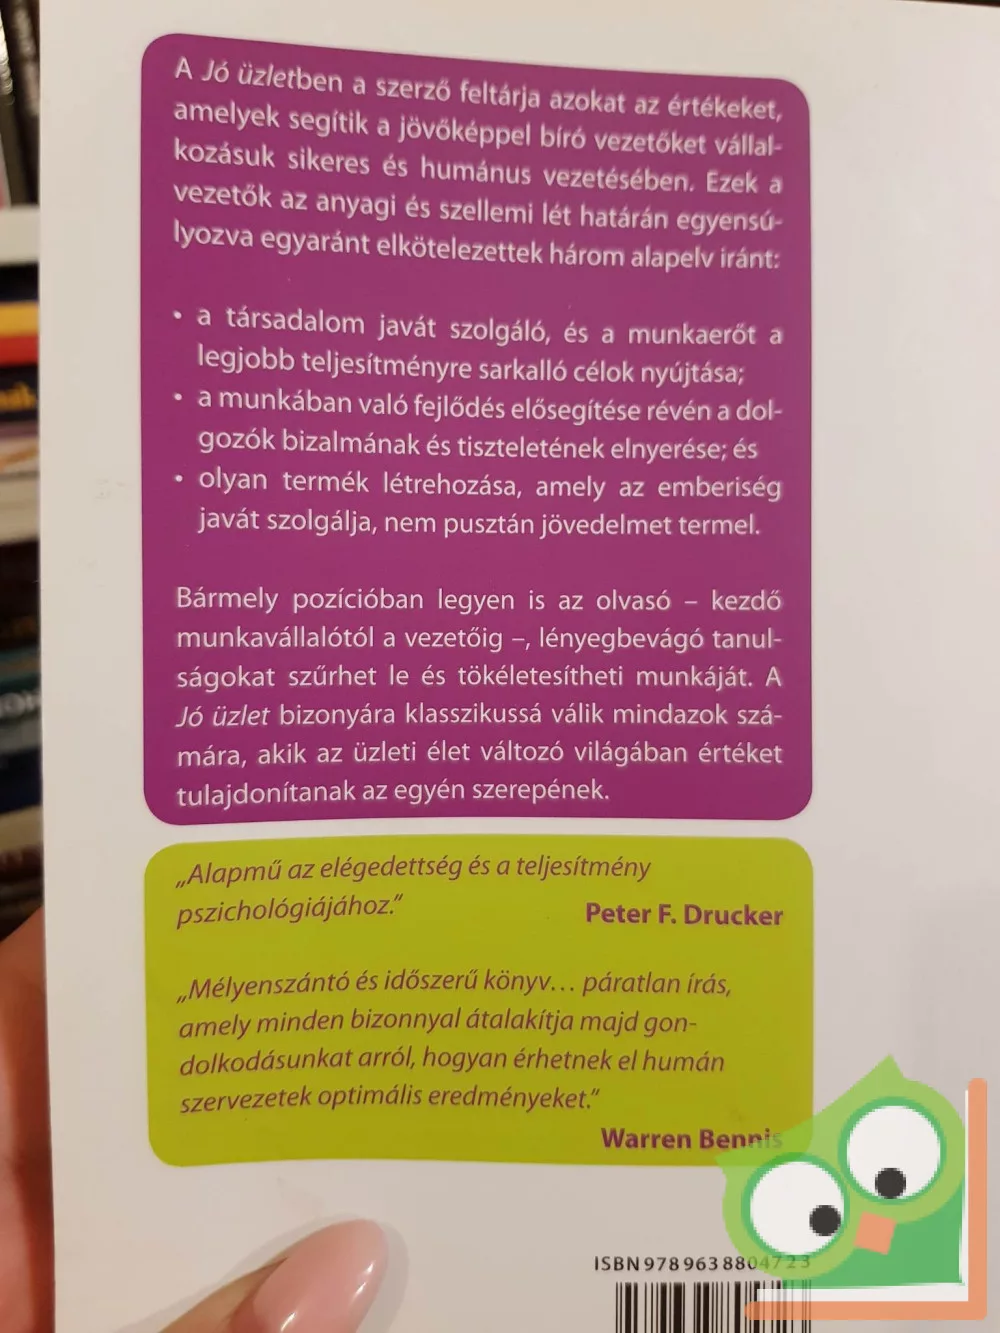 A Jó üzletben a szerző feltárja azokat az értékeket,
amelyek segítik a jövőképpel bíró vezetőket vállal-
kozásuk sikeres és humánus vezetésében. Ezek a
vezetők az anyagi és szellemi lét határán egyensú-
lyozva egyaránt elkötelezettek három alapelv iránt:
• a társadalom javát szolgáló, és a munkaerőt a
legjobb teljesítményre sarkalló célok nyújtása;
• a munkában való fejlődés elősegítése révén a dol-
gozók bizalmának és tiszteletének elnyerése; és
• olyan termék létrehozása, amely az emberiség
javát szolgálja, nem pusztán jövedelmet termel.
Bármely pozícióban legyen is az olvasó – kezdő
munkavállalótól a vezetőig –, lényegbevágó tanul-
ságokat szűrhet le és tökéletesítheti munkáját. A
Jó üzlet bizonyára klasszikussá válik mindazok szá-
mára, akik az üzleti élet változó világában értéket
tulajdonítanak az egyén szerepének.
„Alapmű az elégedettség és a teljesítmény
pszichológiájához.”
Peter F. Drucker
„Mélyenszántó és időszerű könyv… páratlan írás,
amely minden bizonnyal átalakítja majd gon-
dolkodásunkat arról, hogyan érhetnek el humán
szervezetek optimális eredményeket.”
Warren Bennis
ISBN 978 963 8804723